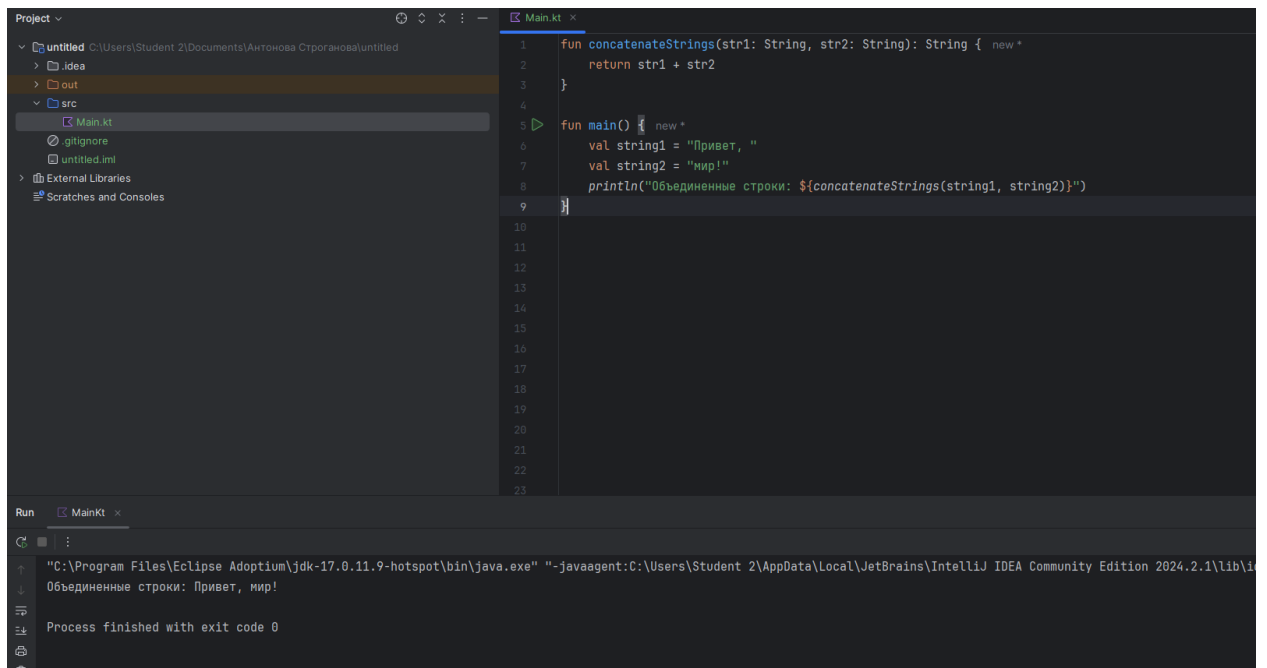 Project
Main.kt
untitled C:\Users\Student 2\Documents\Антонова Строганова\untitled
.idea
out
src
Main.kt
.gitignore
untitled.iml
External Libraries
Scratches and Consoles
1 fun concatenateStrings(str1: String, str2: String): String { new *
2 return str1 + str2
3 }
4
5 fun main() { new *
6 val string1 = "Привет, "
7 val string2 = "мир!"
8 println("Объединенные строки: ${concatenateStrings(string1, string2)}")
9 }
10
11
12
13
14
15
16
17
18
19
20
21
22
23
Run MainKt
"C:\Program Files\Eclipse Adoptium\jdk-17.0.11.9-hotspot\bin\java.exe" "-javaagent:C:\Users\Student 2\AppData\Local\JetBrains\IntelliJ IDEA Community Edition 2024.2.1\lib\
Объединенные строки: Привет, мир!
Process finished with exit code 0